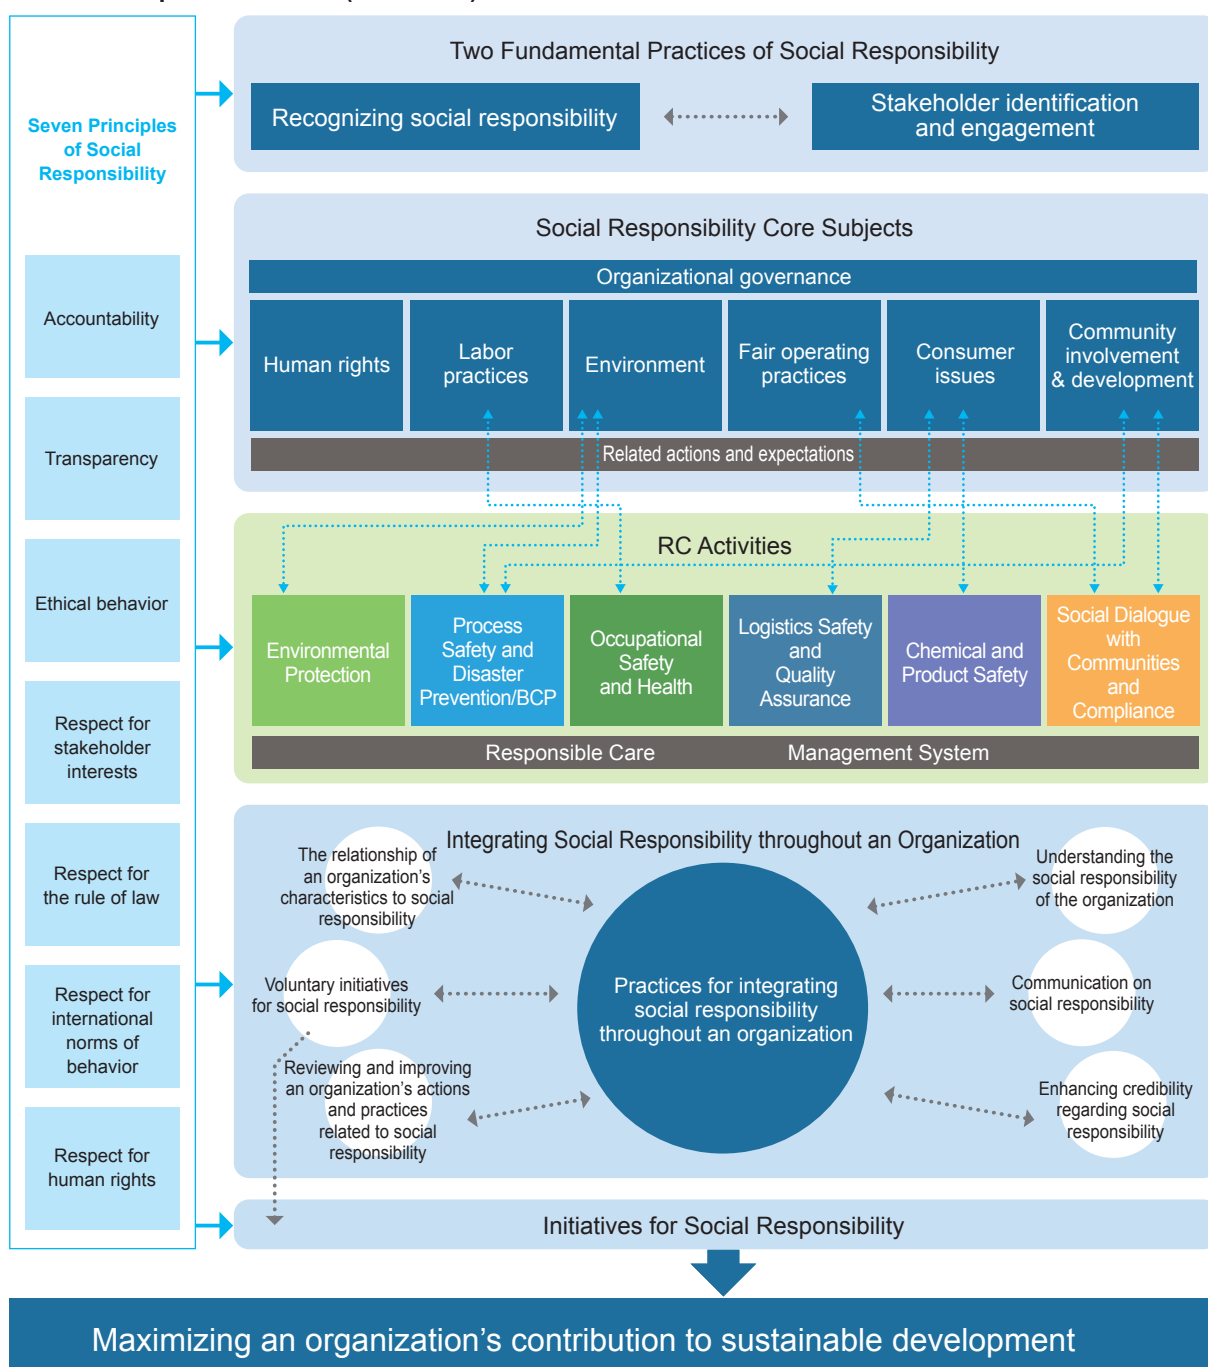 Two Fundamental Practices of Social Responsibility
Recognizing social responsibility
Stakeholder identification
and engagement
Seven Principles
of Social
Responsibility
Accountability
Transparency
Ethical behavior
Respect for
stakeholder
interests
Respect for
the rule of law
Respect for
international
norms of
behavior
Respect for
human rights
Social Responsibility Core Subjects
Organizational governance
Human rights
Labor
practices
Environment
Fair operating
practices
Consumer
issues
Community
involvement
& development
Related actions and expectations
RC Activities
Environmental
Protection
Process
Safety and
Disaster
Prevention/BCP
Occupational
Safety
and Health
Logistics Safety
and
Quality
Assurance
Chemical and
Product Safety
Social Dialogue
with
Communities
and
Compliance
Responsible Care Management System
Integrating Social Responsibility throughout an Organization
The relationship of
an organization's
characteristics to social
responsibility
Voluntary initiatives
for social responsibility
Reviewing and improving
an organization's actions
and practices
related to social
responsibility
Practices for integrating
social responsibility
throughout an organization
Understanding the
social responsibility
of the organization
Communication on
social responsibility
Enhancing credibility
regarding social
responsibility
Initiatives for Social Responsibility
Maximizing an organization's contribution to sustainable development